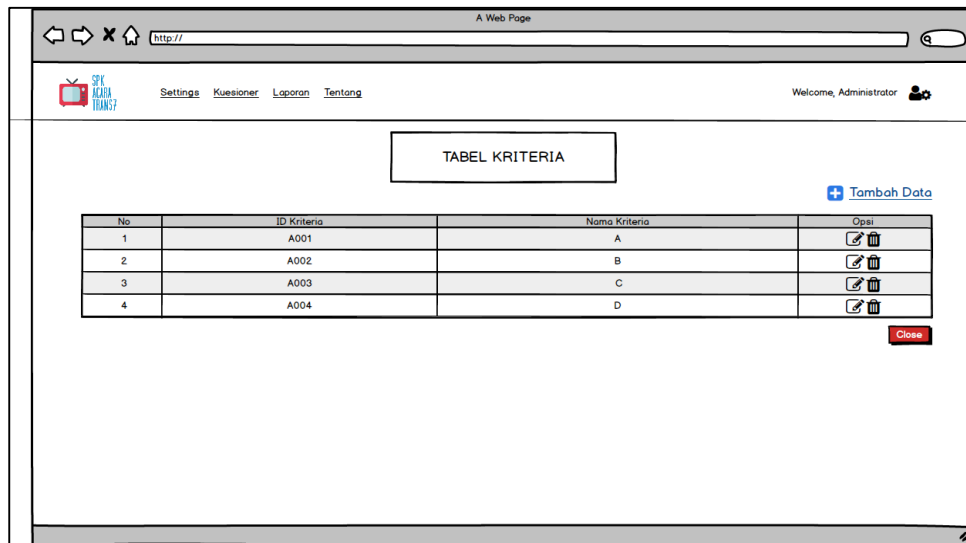 A Web Page
http://
SPK
ACARA
TRANS7
Settings Kuesioner Laporan Tentang
Welcome, Administrator
TABEL KRITERIA
Tambah Data
No ID Kriteria Nama Kriteria Opsi
1 A001 A
2 A002 B
3 A003 C
4 A004 D
Close